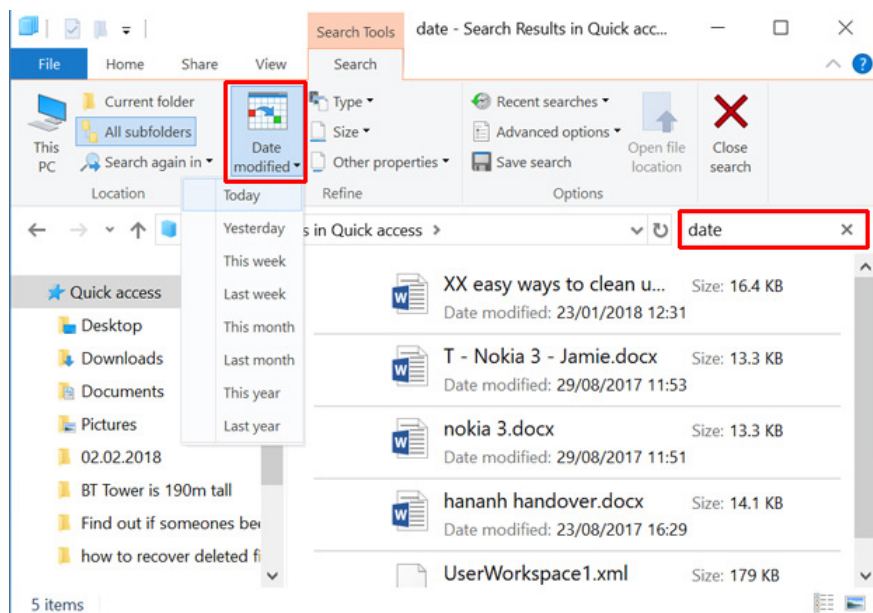 Search Tools date - Search Results in Quick acc...
File Home Share View Search
This PC
Current folder
All subfolders
Search again in
Location
Date modified
Type
Size
Other properties
Refine
Recent searches
Advanced options
Save search
Options
Open file location
Close search
Today
Yesterday
This week
Last week
This month
Last month
This year
Last year
s in Quick access
date
Quick access
Desktop
Downloads
Documents
Pictures
02.02.2018
BT Tower is 190m tall
Find out if someones bee
how to recover deleted fi
XX easy ways to clean u... Size: 16.4 KB
Date modified: 23/01/2018 12:31
T - Nokia 3 - Jamie.docx Size: 13.3 KB
Date modified: 29/08/2017 11:53
nokia 3.docx Size: 13.3 KB
Date modified: 29/08/2017 11:51
hananh handover.docx Size: 14.1 KB
Date modified: 23/08/2017 16:29
UserWorkspace1.xml Size: 179 KB
5 items